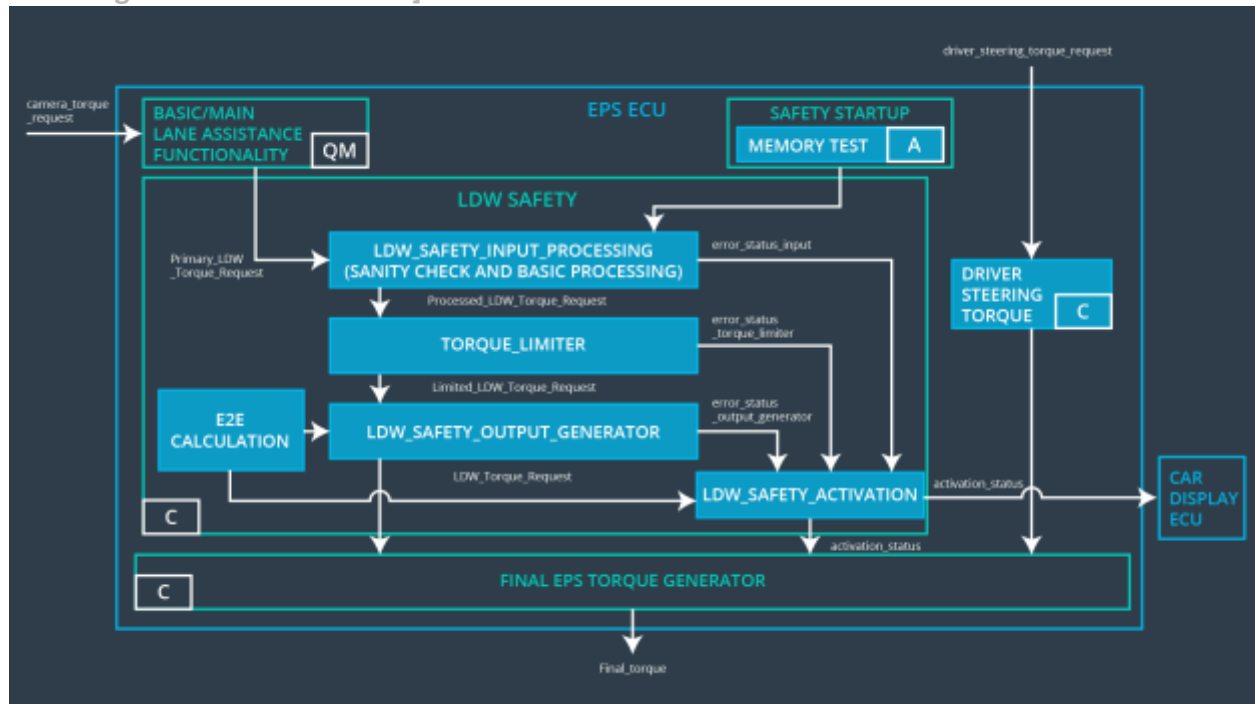 driver_steering_torque_request
camera_torque
_request
BASIC/MAIN
LANE ASSISTANCE
FUNCTIONALITY
QM
EPS ECU
SAFETY STARTUP
MEMORY TEST
A
LDW SAFETY
Primary_LDW
_Torque_Request
LDW_SAFETY_INPUT_PROCESSING
(SANITY CHECK AND BASIC PROCESSING)
error_status_input
DRIVER
STEERING
TORQUE
C
Processed_LDW_Torque_Request
TORQUE_LIMITER
error_status
_torque_limiter
Limited_LDW_Torque_Request
E2E
CALCULATION
LDW_SAFETY_OUTPUT_GENERATOR
error_status
_output_generator
LDW_Torque_Request
LDW_SAFETY_ACTIVATION
activation_status
CAR
DISPLAY
ECU
C
activation_status
C
FINAL EPS TORQUE GENERATOR
Final_torque